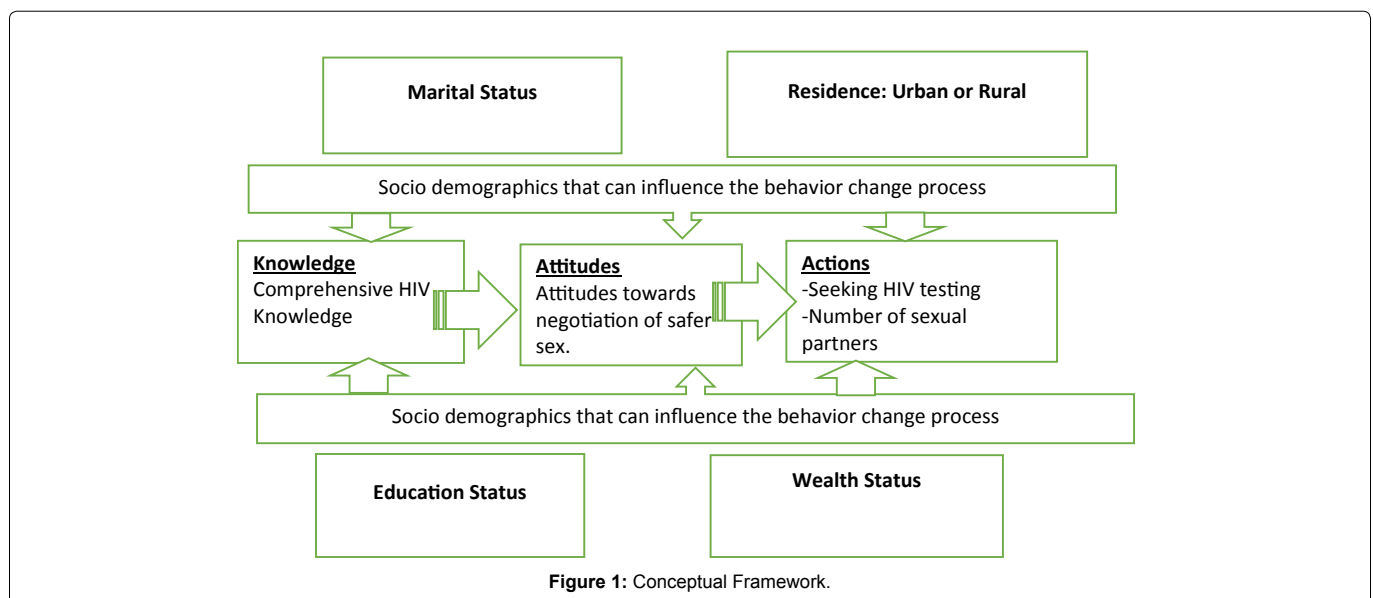 Marital Status
Residence: Urban or Rural
Socio demographics that can influence the behavior change process
Knowledge
Comprehensive HIV
Knowledge
Attitudes
Attitudes towards
negotiation of safer
sex.
Actions
-Seeking HIV testing
-Number of sexual
partners
Socio demographics that can influence the behavior change process
Education Status
Wealth Status
Figure 1: Conceptual Framework.